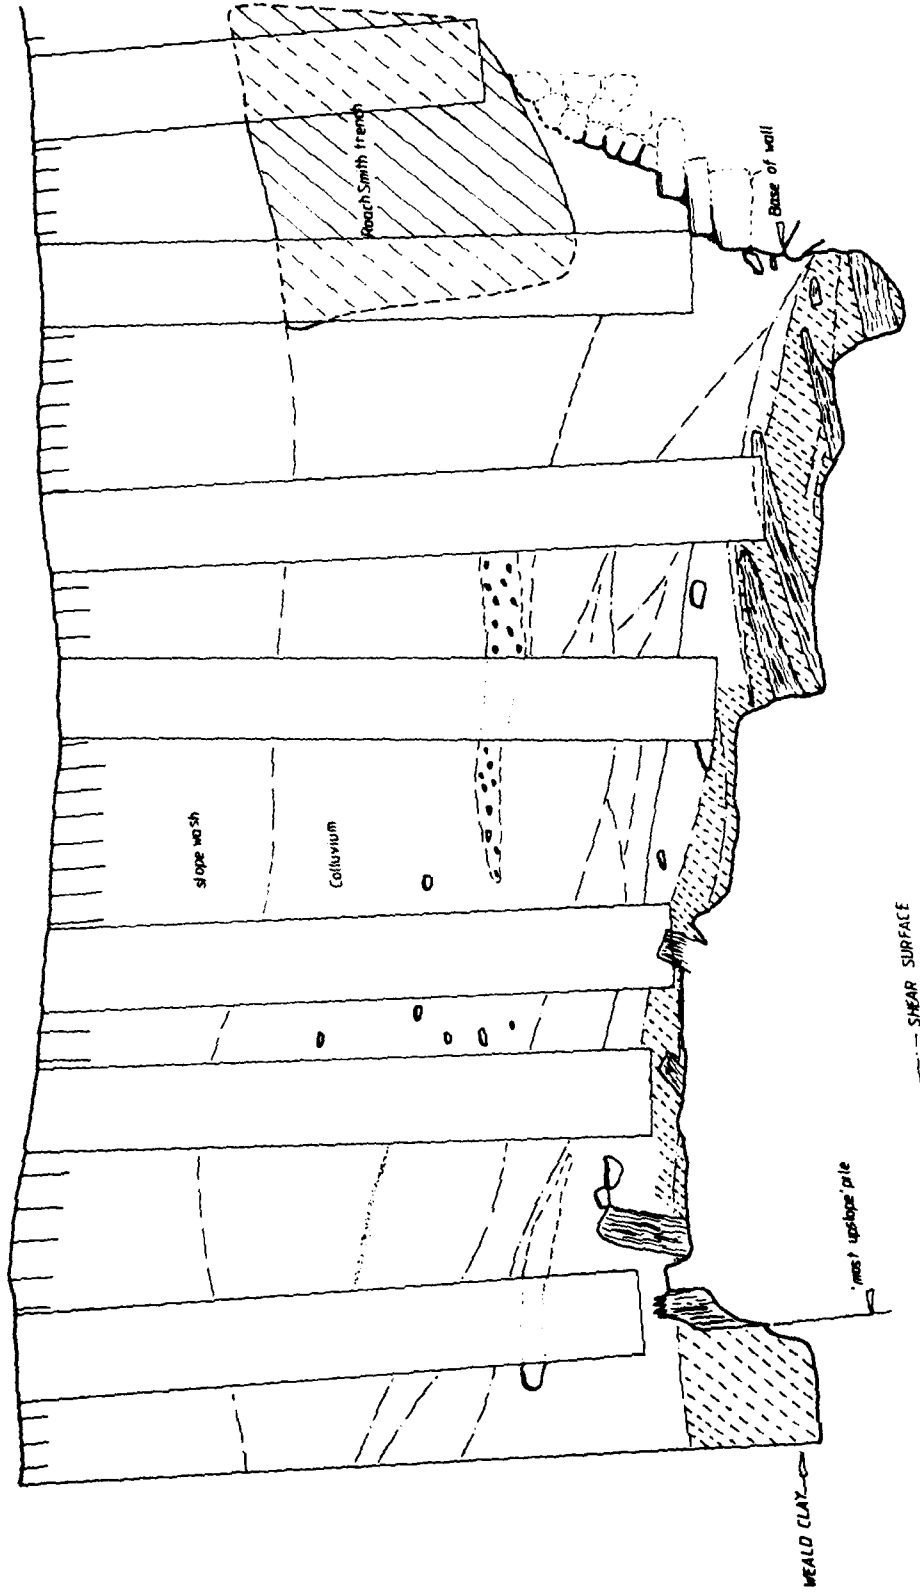 Roach Smith trench
Base of wall
slope wash
Colluvium
-·- SHEAR SURFACE
'most upslope' pile
WEALD CLAY